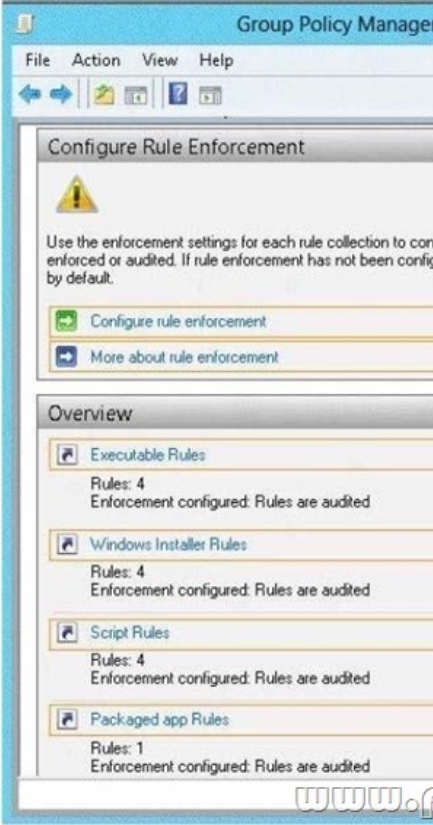 Group Policy Manage
File Action View Help
Configure Rule Enforcement
Use the enforcement settings for each rule collection to con
enforced or audited. If rule enforcement has not been config
by default.
Configure rule enforcement
More about rule enforcement
Overview
Executable Rules
Rules: 4
Enforcement configured: Rules are audited
Windows Installer Rules
Rules: 4
Enforcement configured: Rules are audited
Script Rules
Rules: 4
Enforcement configured: Rules are audited
Packaged app Rules
Rules: 1
Enforcement configured: Rules are audited
www.